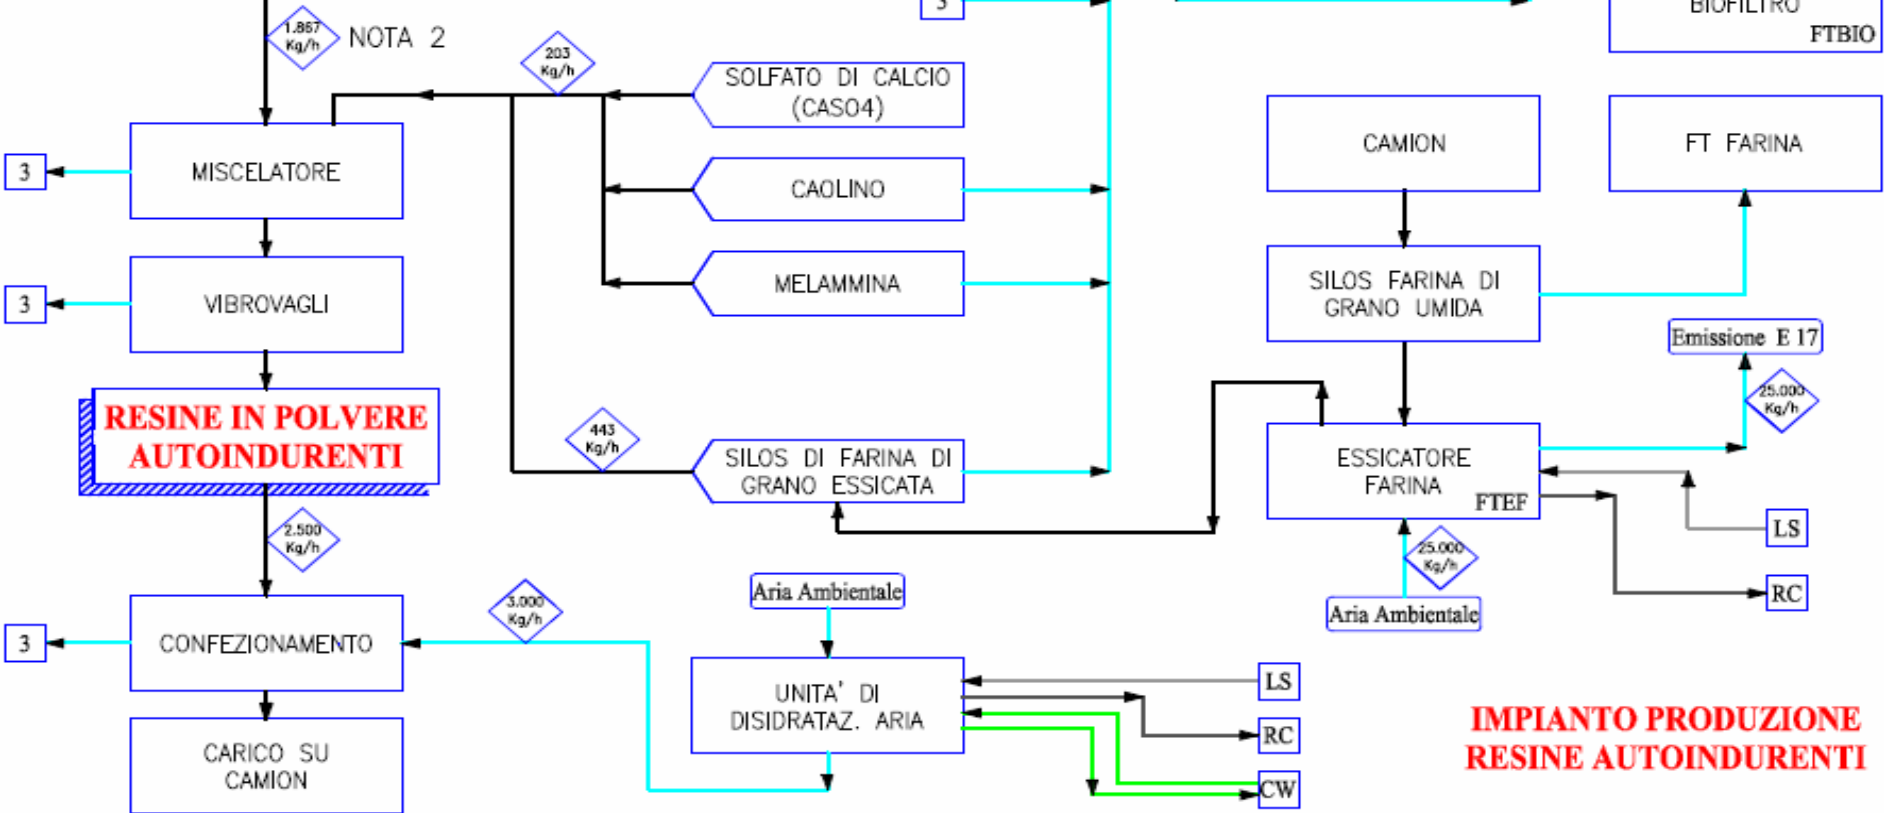 3
BIOFILTRO
FTBIO
1.867
Kg/h
NOTA 2
203
Kg/h
SOLFATO DI CALCIO
(CASO4)
CAMION
FT FARINA
3
MISCELATORE
CAOLINO
MELAMMINA
SILOS FARINA DI
GRANO UMIDA
3
VIBROVAGLI
Emissione E 17
25.000
Kg/h
RESINE IN POLVERE
AUTOINDURENTI
443
Kg/h
SILOS DI FARINA DI
GRANO ESSICATA
ESSICATORE
FARINA
FTEF
LS
RC
2.500
Kg/h
25.000
Kg/h
Aria Ambientale
Aria Ambientale
3.000
Kg/h
3
CONFEZIONAMENTO
UNITA' DI
DISIDRATAZ. ARIA
LS
RC
CW
CARICO SU
CAMION
IMPIANTO PRODUZIONE
RESINE AUTOINDURENTI